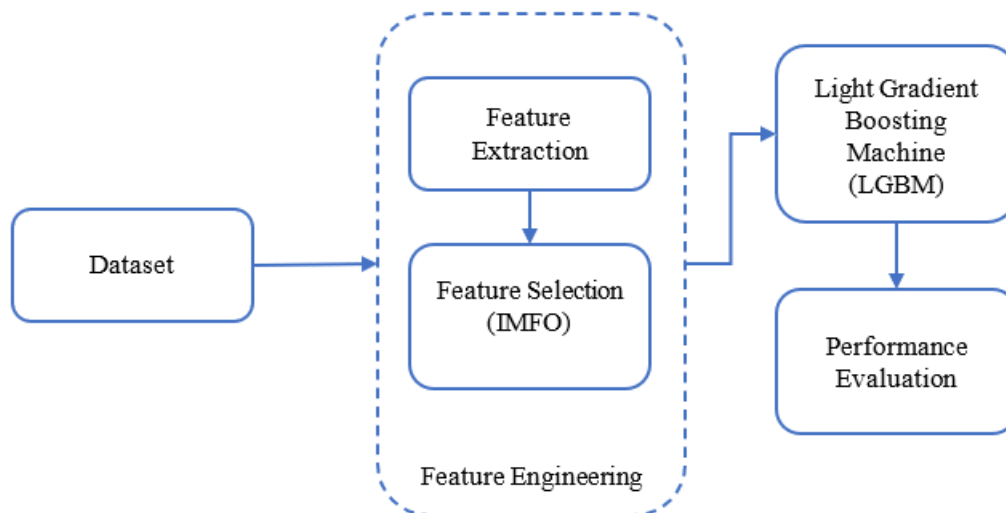 Dataset
Feature
Extraction
Feature Selection
(IMFO)
Feature Engineering
Light Gradient
Boosting
Machine
(LGBM)
Performance
Evaluation